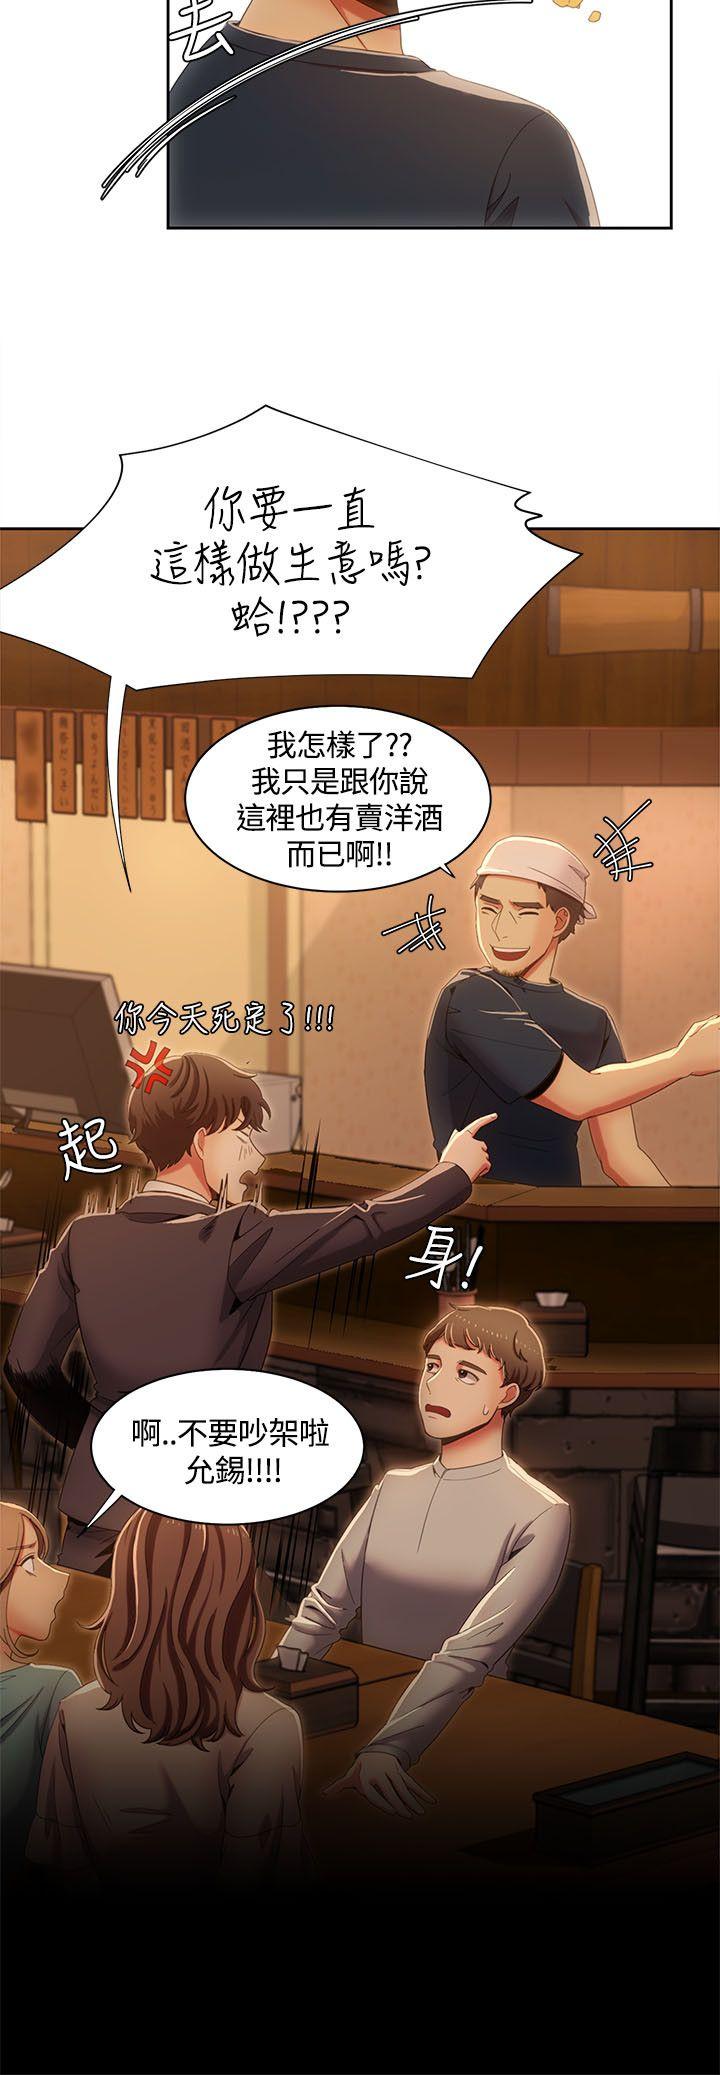 丟
你要一直
這樣做生意嗎?
蛤!???
我怎樣了??
我只是跟你說
這裡也有賣洋酒
而已啊!!
你今天死定了!!!
起
身!
啊..不要吵架啦
允錫!!!!